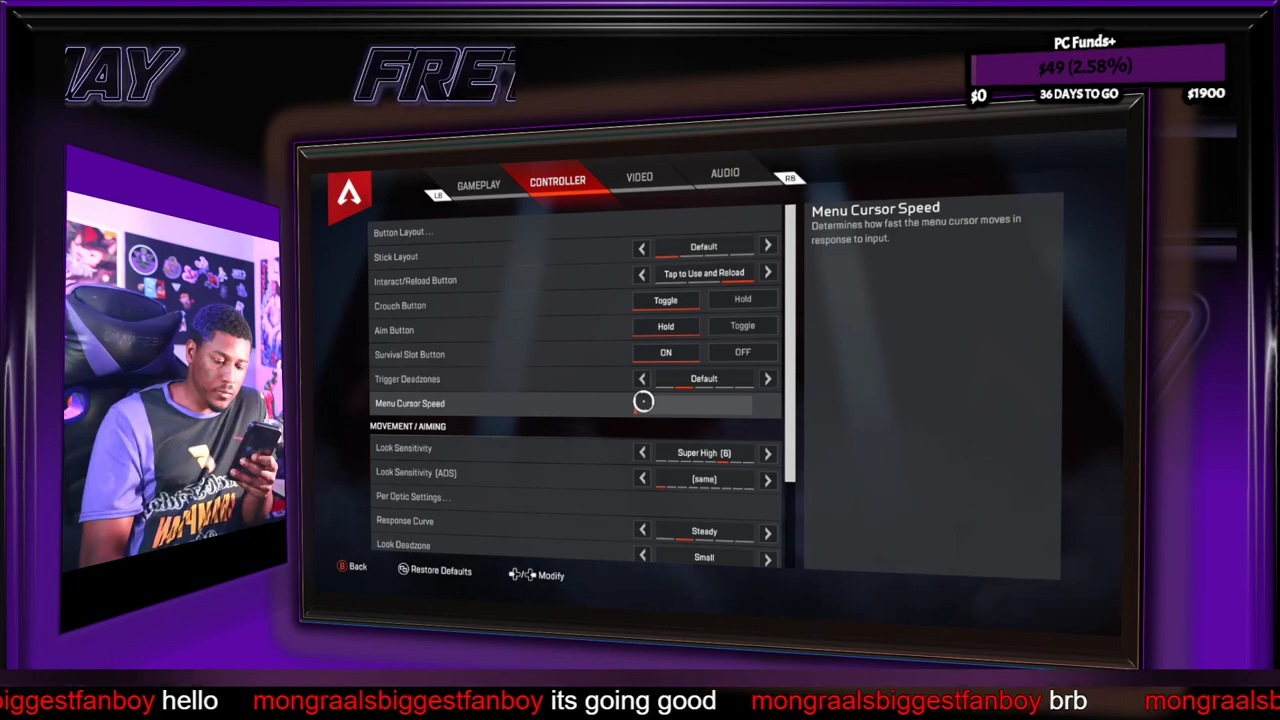 PC Funds+
$49 (2.58%)
$0 36 DAYS TO GO $1900
LB GAMEPLAY CONTROLLER VIDEO AUDIO RB
Button Layout...
Stick Layout Default
Interact/Reload Button Tap to Use and Reload
Crouch Button Toggle Hold
Aim Button Hold Toggle
Survival Slot Button ON OFF
Trigger Deadzones Default
Menu Cursor Speed
MOVEMENT / AIMING
Look Sensitivity Super High (6)
Look Sensitivity (ADS) (same)
Per Optic Settings...
Response Curve Steady
Look Deadzone Small
B Back Restore Defaults Modify
Menu Cursor Speed
Determines how fast the menu cursor moves in
response to input.
biggestfanboy hello mongraalsbiggestfanboy its going good mongraalsbiggestfanboy brb mongraalsb